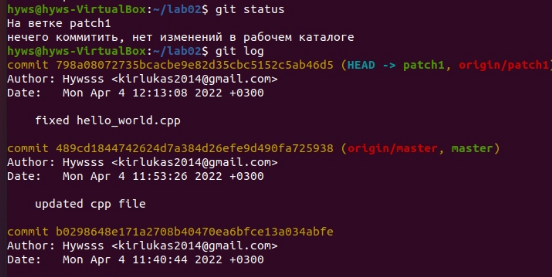 hyws@hyws-VirtualBox:~/lab02$ git status
На ветке patch1
нечего коммитить, нет изменений в рабочем каталоге
hyws@hyws-VirtualBox:~/lab02$ git log
commit 798a08072735bcacbe9e82d35cbc5152c5ab46d5 (HEAD -> patch1, origin/patch1)
Author: Hywsss <kirlukas2014@gmail.com>
Date:   Mon Apr 4 12:13:08 2022 +0300
fixed hello_world.cpp
commit 489cd1844742624d7a384d26efe9d490fa725938 (origin/master, master)
Author: Hywsss <kirlukas2014@gmail.com>
Date:   Mon Apr 4 11:53:26 2022 +0300
updated cpp file
commit b0298648e171a2708b40470ea6bfce13a034abfe
Author: Hywsss <kirlukas2014@gmail.com>
Date:   Mon Apr 4 11:40:44 2022 +0300